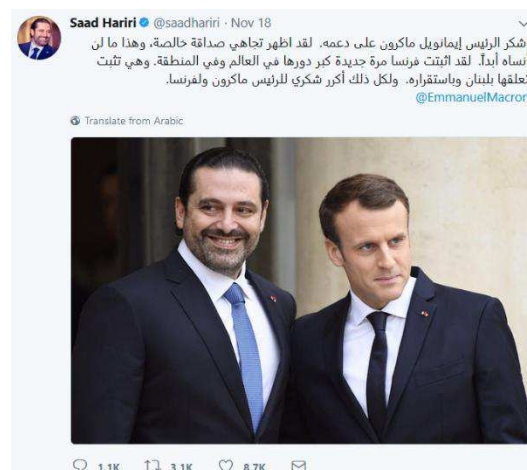 Saad Hariri @saadhariri · Nov 18
شكر الرئيس إيمانويل ماكرون على دعمه. لقد اظهر تجاهي صداقة خالصة، وهذا ما لن
نساه أبداً. لقد اثبتت فرنسا مرة جديدة كبر دورها في العالم وفي المنطقة. وهي تثبت
تعلقها بلبنان وباستقراره. ولكل ذلك أكرر شكري للرئيس ماكرون ولفرنسا.
@EmmanuelMacron
Translate from Arabic
1.1K 3.1K 8.7K